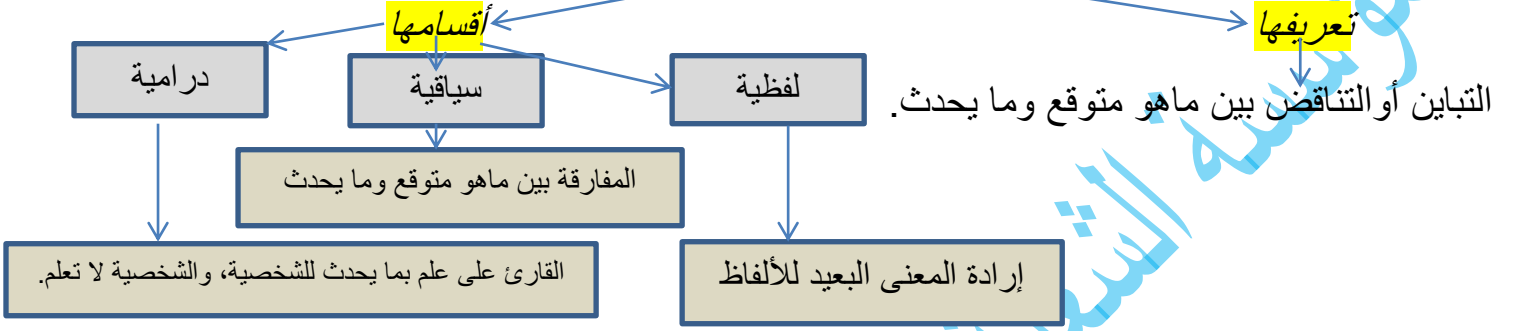 تعريفها
التباين أوالتناقض بين ماهو متوقع وما يحدث.
أقسامها
لفظية
سياقية
درامية
إرادة المعنى البعيد للألفاظ
المفارقة بين ماهو متوقع وما يحدث
القارئ على علم بما يحدث للشخصية، والشخصية لا تعلم.